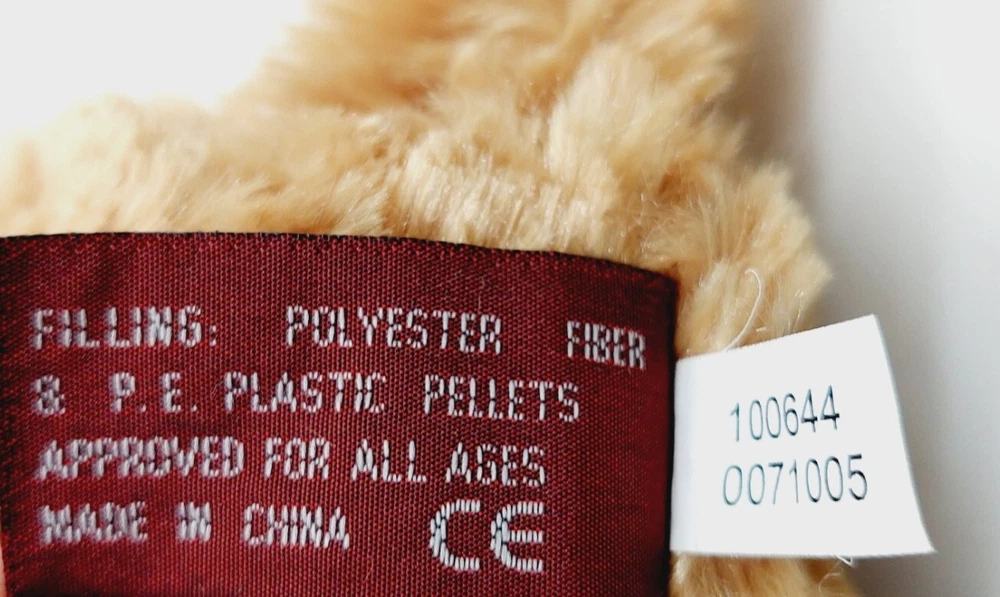 FILLING: POLYESTER FIBER
& P.E. PLASTIC PELLETS
APPROVED FOR ALL AGES
MADE IN CHINA CE
100644
0071005